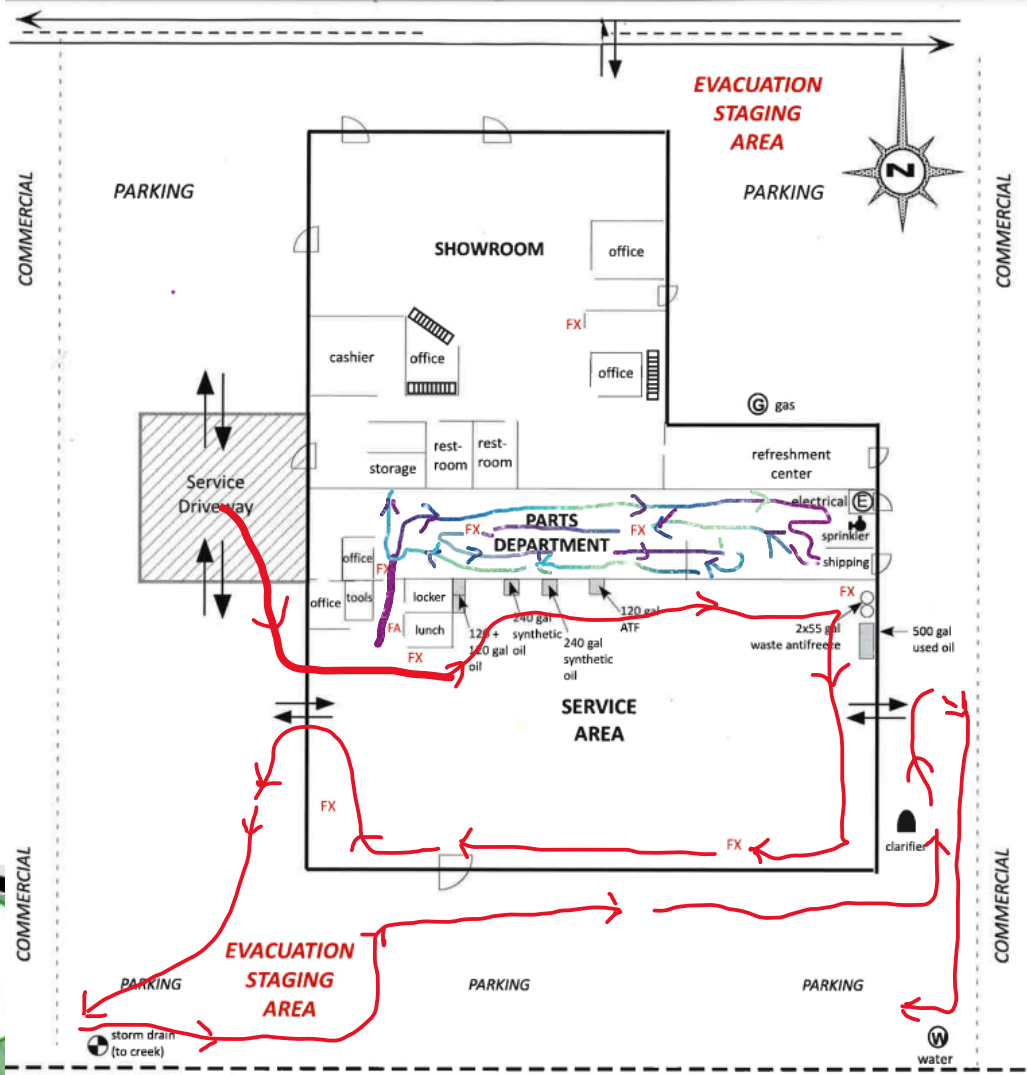 EVACUATION
STAGING
AREA
N
COMMERCIAL
PARKING
PARKING
COMMERCIAL
SHOWROOM
office
FX
cashier
office
office
G gas
storage
rest-
room
rest-
room
refreshment
center
Service
Driveway
electrical E
PARTS
FX
FX
DEPARTMENT
sprinkler
shipping
office
FX
office
tools
locker
FA
lunch
FX
120 +
120 gal
oil
240 gal
synthetic
oil
240 gal
synthetic
oil
120 gal
ATF
FX
2x55 gal
waste antifreeze
500 gal
used oil
SERVICE
AREA
FX
FX
clarifier
COMMERCIAL
COMMERCIAL
EVACUATION
STAGING
AREA
PARKING
PARKING
PARKING
storm drain
(to creek)
W
water